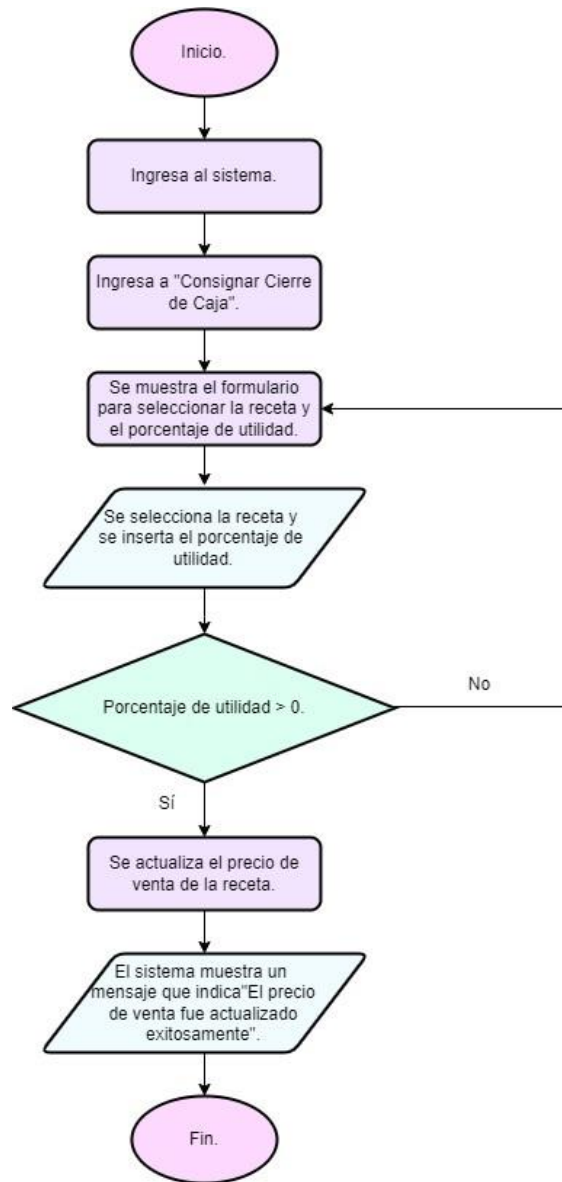 Inicio.
Ingresa al sistema.
Ingresa a "Consignar Cierre
de Caja".
Se muestra el formulario
para seleccionar la receta y
el porcentaje de utilidad.
Se selecciona la receta y
se inserta el porcentaje de
utilidad.
Porcentaje de utilidad > 0.
No
Sí
Se actualiza el precio de
venta de la receta.
El sistema muestra un
mensaje que indica"El precio
de venta fue actualizado
exitosamente".
Fin.